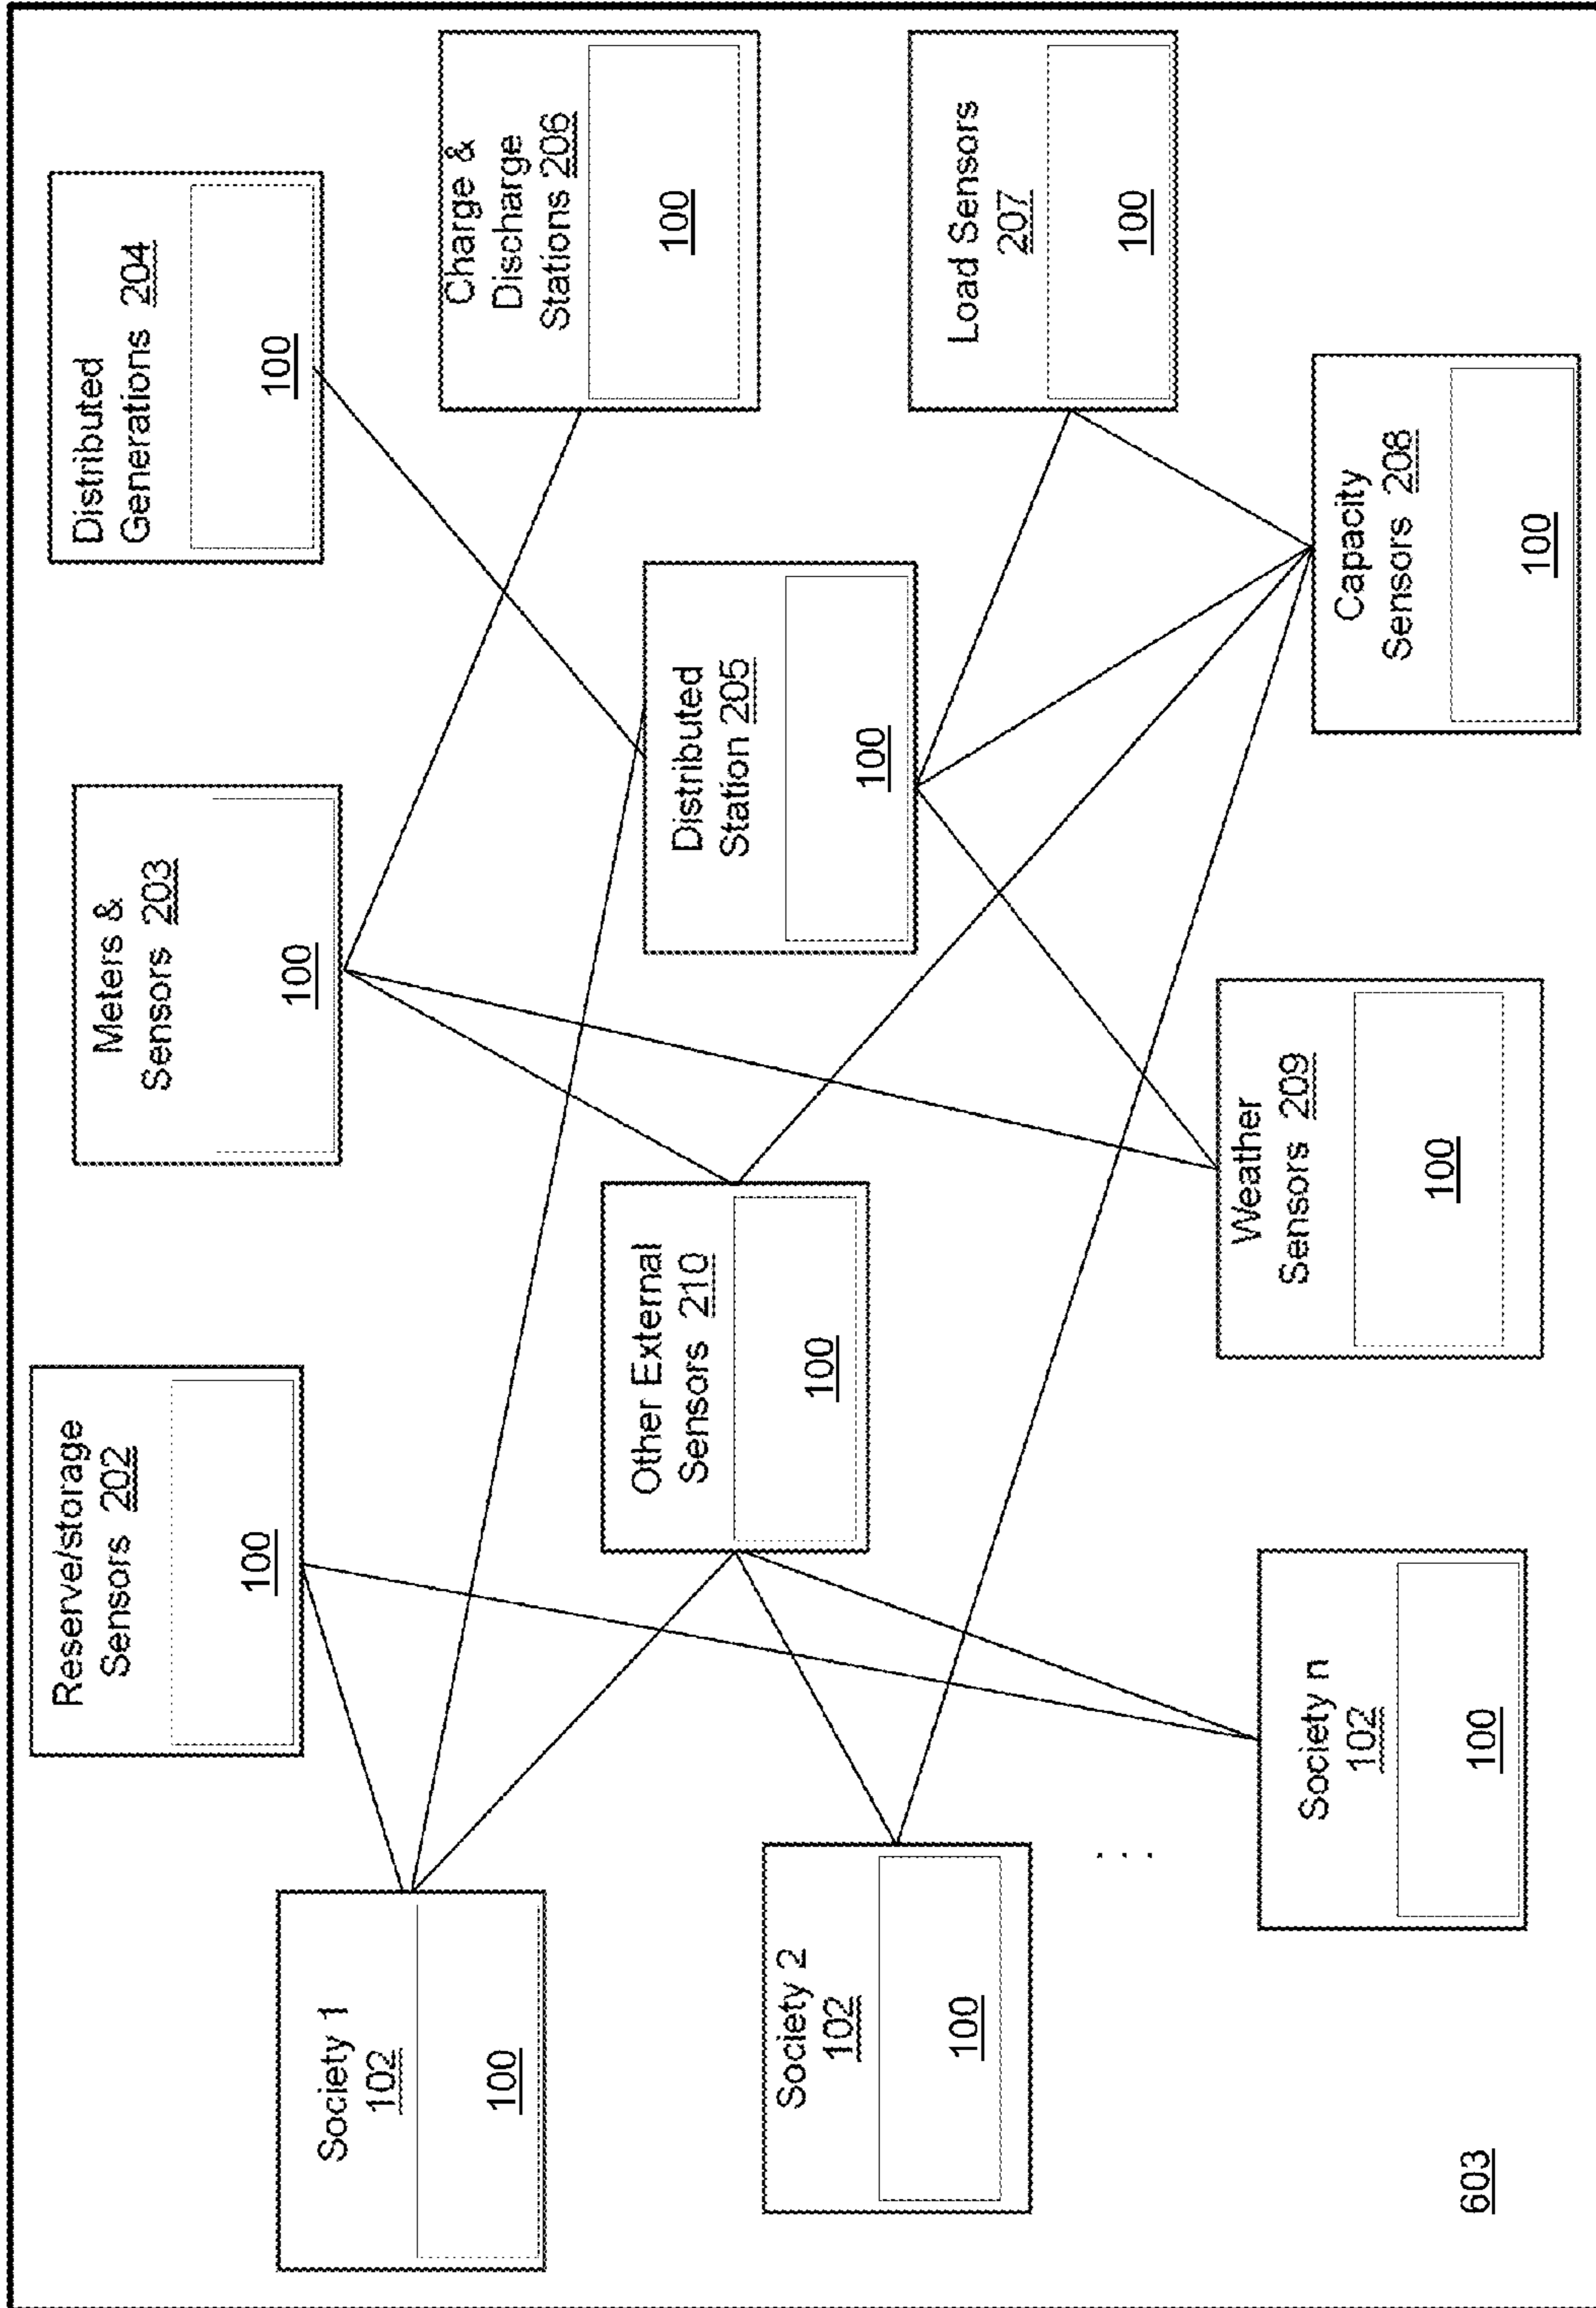 Reserve/storage
Sensors 202
100
Meters &
Sensors 203
100
Distributed
Generations 204
100
Society 1
102
100
Charge &
Discharge
Stations 206
100
Other External
Sensors 210
100
Distributed
Station 205
100
Society 2
102
100
Load Sensors
207
100
. . .
Society n
102
100
Weather
Sensors 209
100
Capacity
Sensors 208
100
603